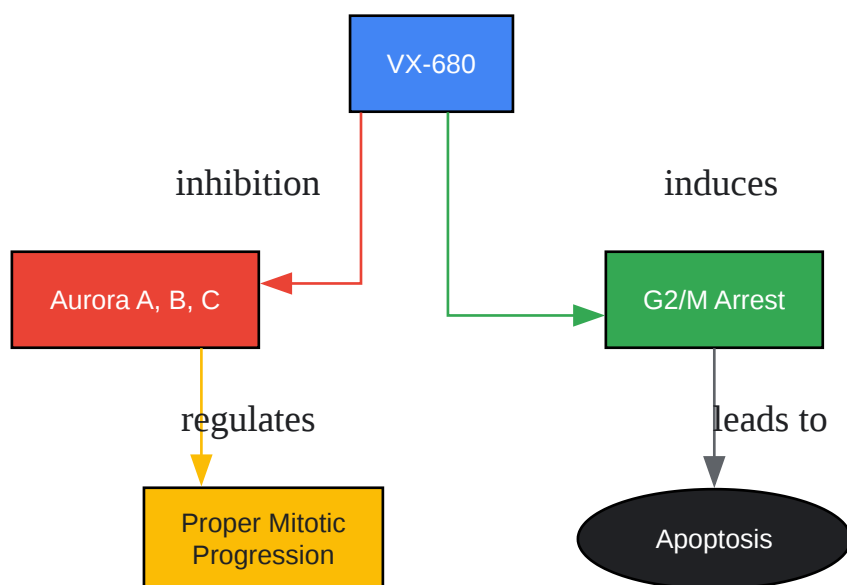 VX-680
inhibition
induces
Aurora A, B, C
G2/M Arrest
regulates
leads to
Proper Mitotic
Progression
Apoptosis